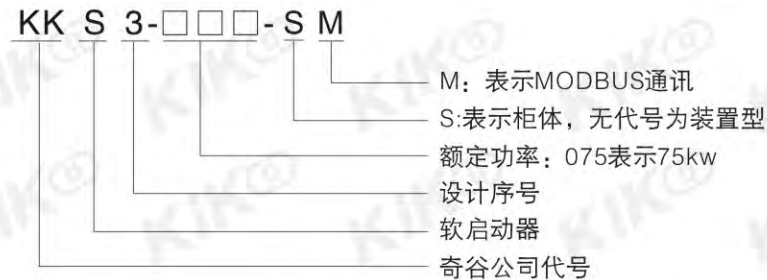 KK S 3-□□□-S M
M：表示MODBUS通讯
S:表示柜体，无代号为装置型
额定功率：075表示75kw
设计序号
软启动器
奇谷公司代号